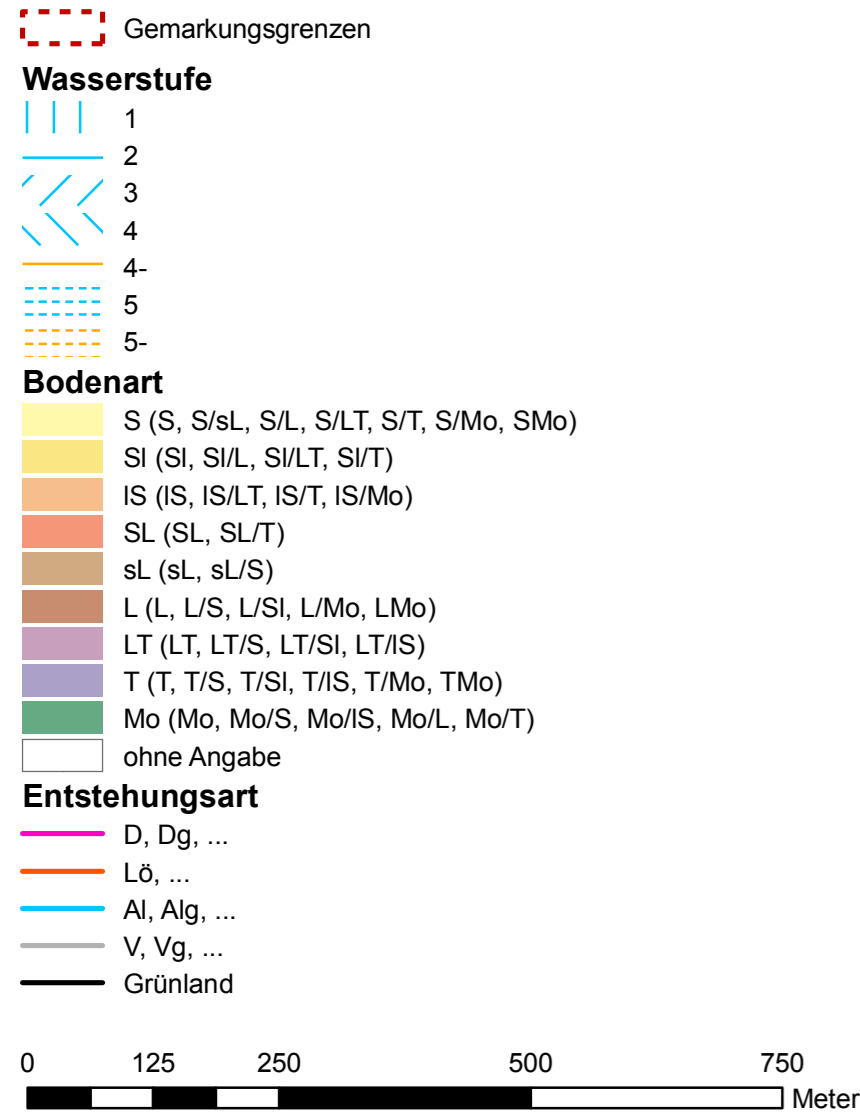 Gemarkungsgrenzen
Wasserstufe
1
2
3
4
4-
5
5-
Bodenart
S (S, S/sL, S/L, S/LT, S/T, S/Mo, SMo)
Sl (Sl, Sl/L, Sl/LT, Sl/T)
lS (lS, lS/LT, lS/T, lS/Mo)
SL (SL, SL/T)
sL (sL, sL/S)
L (L, L/S, L/Sl, L/Mo, LMo)
LT (LT, LT/S, LT/Sl, LT/lS)
T (T, T/S, T/Sl, T/lS, T/Mo, TMo)
Mo (Mo, Mo/S, Mo/lS, Mo/L, Mo/T)
ohne Angabe
Entstehungsart
D, Dg, ...
Lö, ...
Al, Alg, ...
V, Vg, ...
Grünland
0 125 250 500 750
Meter